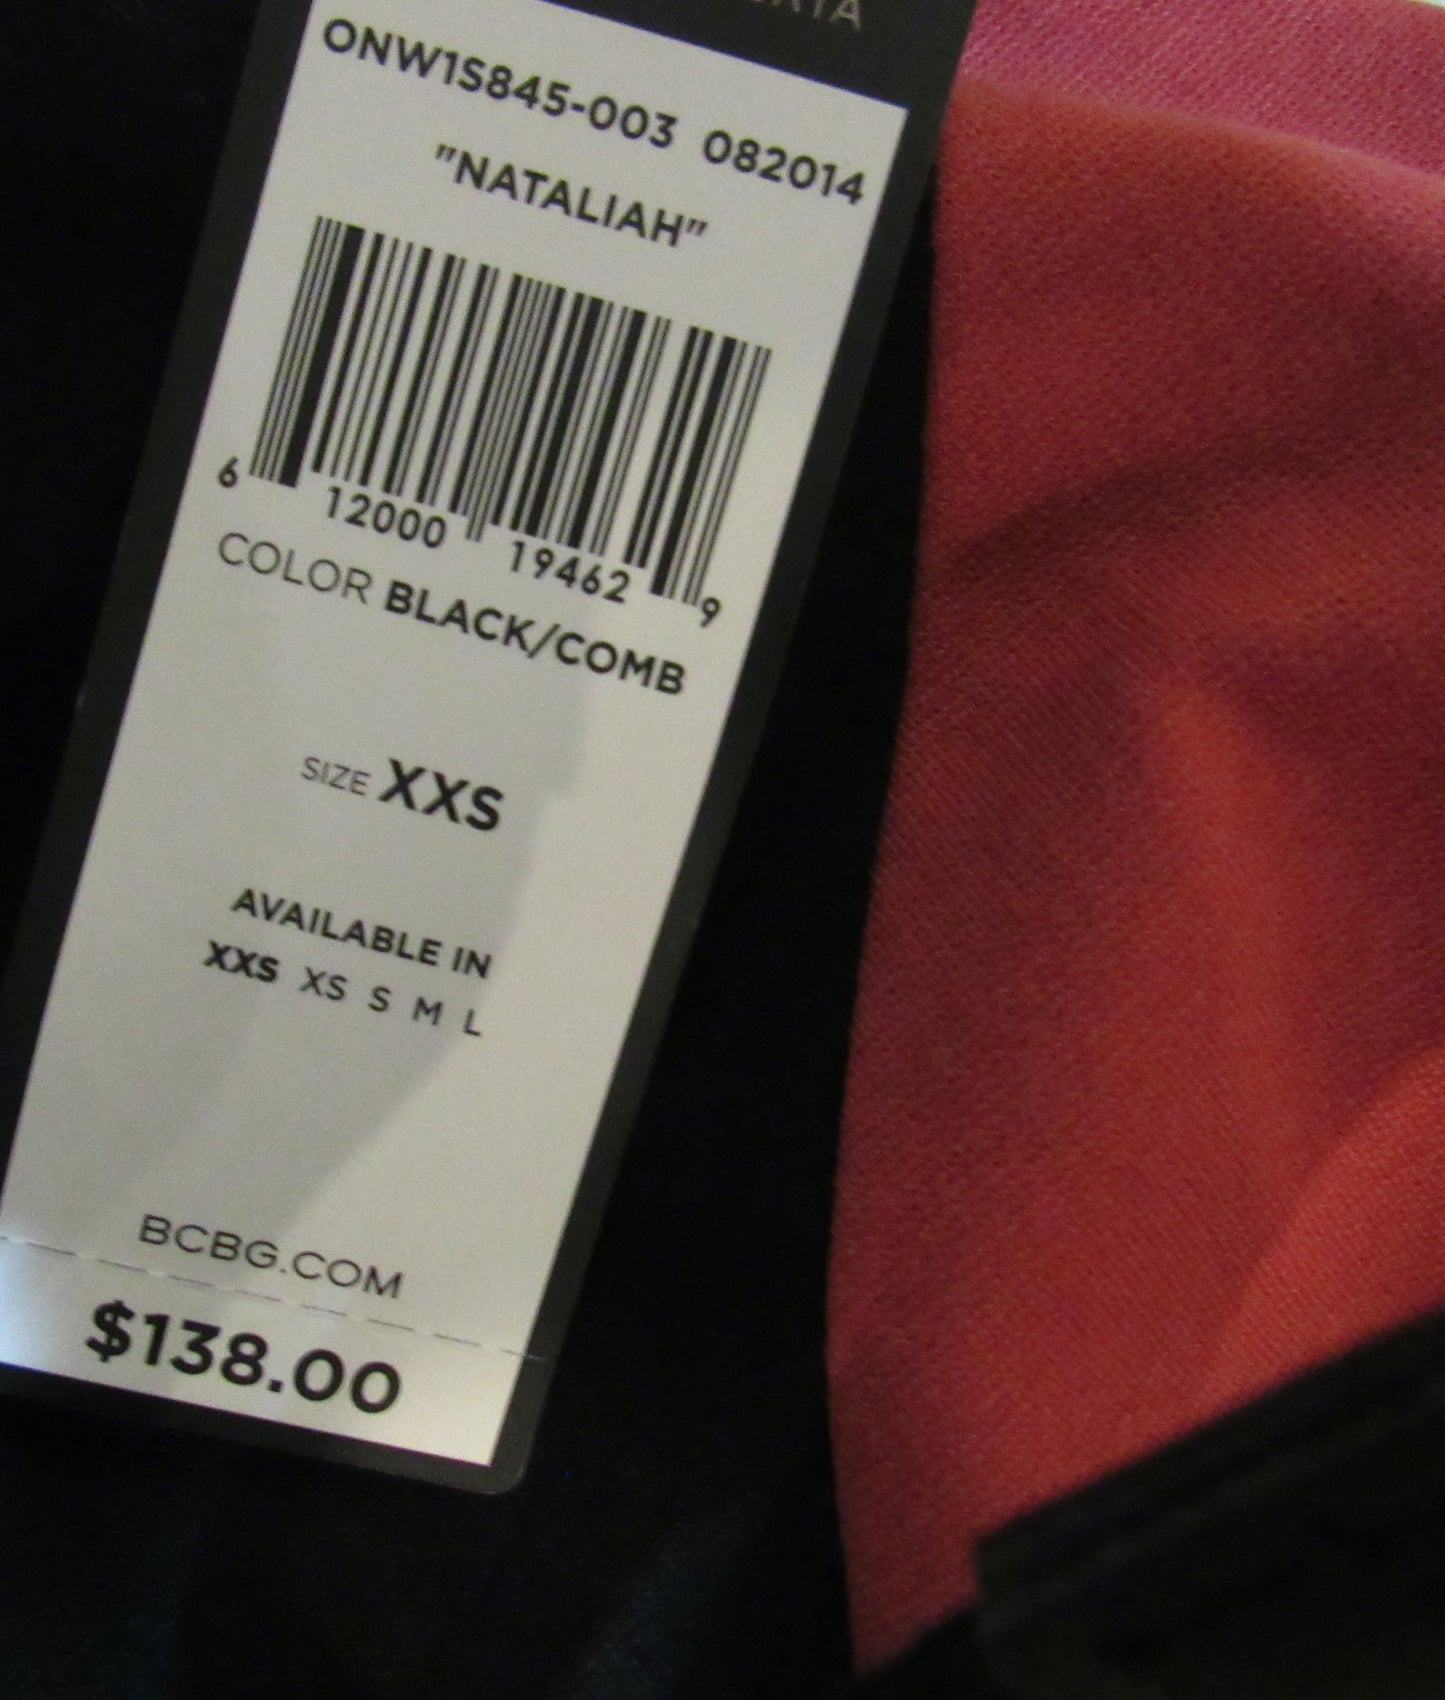 ONW1S845-003 082014
"NATALIAH"
6 12000 19462 9
COLOR BLACK/COMB
SIZE XXS
AVAILABLE IN
XXS XS S M L
BCBG.COM
$138.00